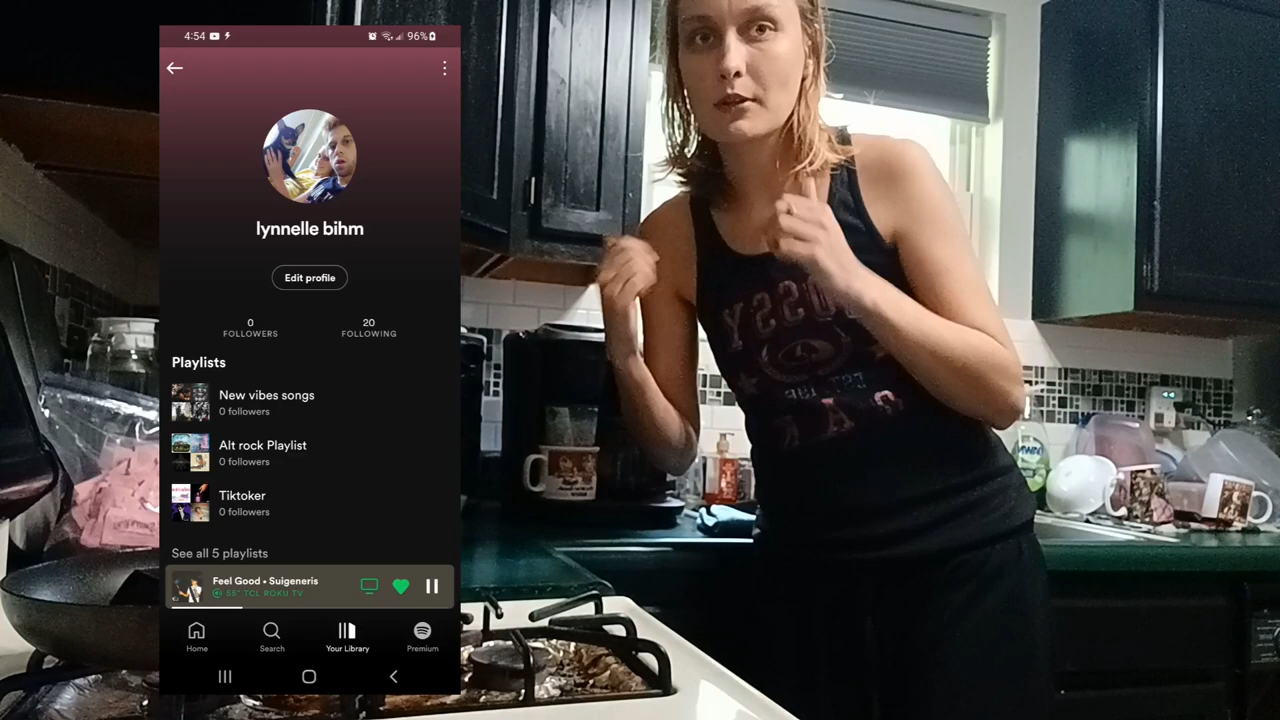 4:54
96%
lynnelle bihm
Edit profile
0
FOLLOWERS
20
FOLLOWING
Playlists
New vibes songs
0 followers
Alt rock Playlist
0 followers
Tiktoker
0 followers
See all 5 playlists
Feel Good • Suigeneris
55" TCL ROKU TV
Home
Search
Your Library
Premium